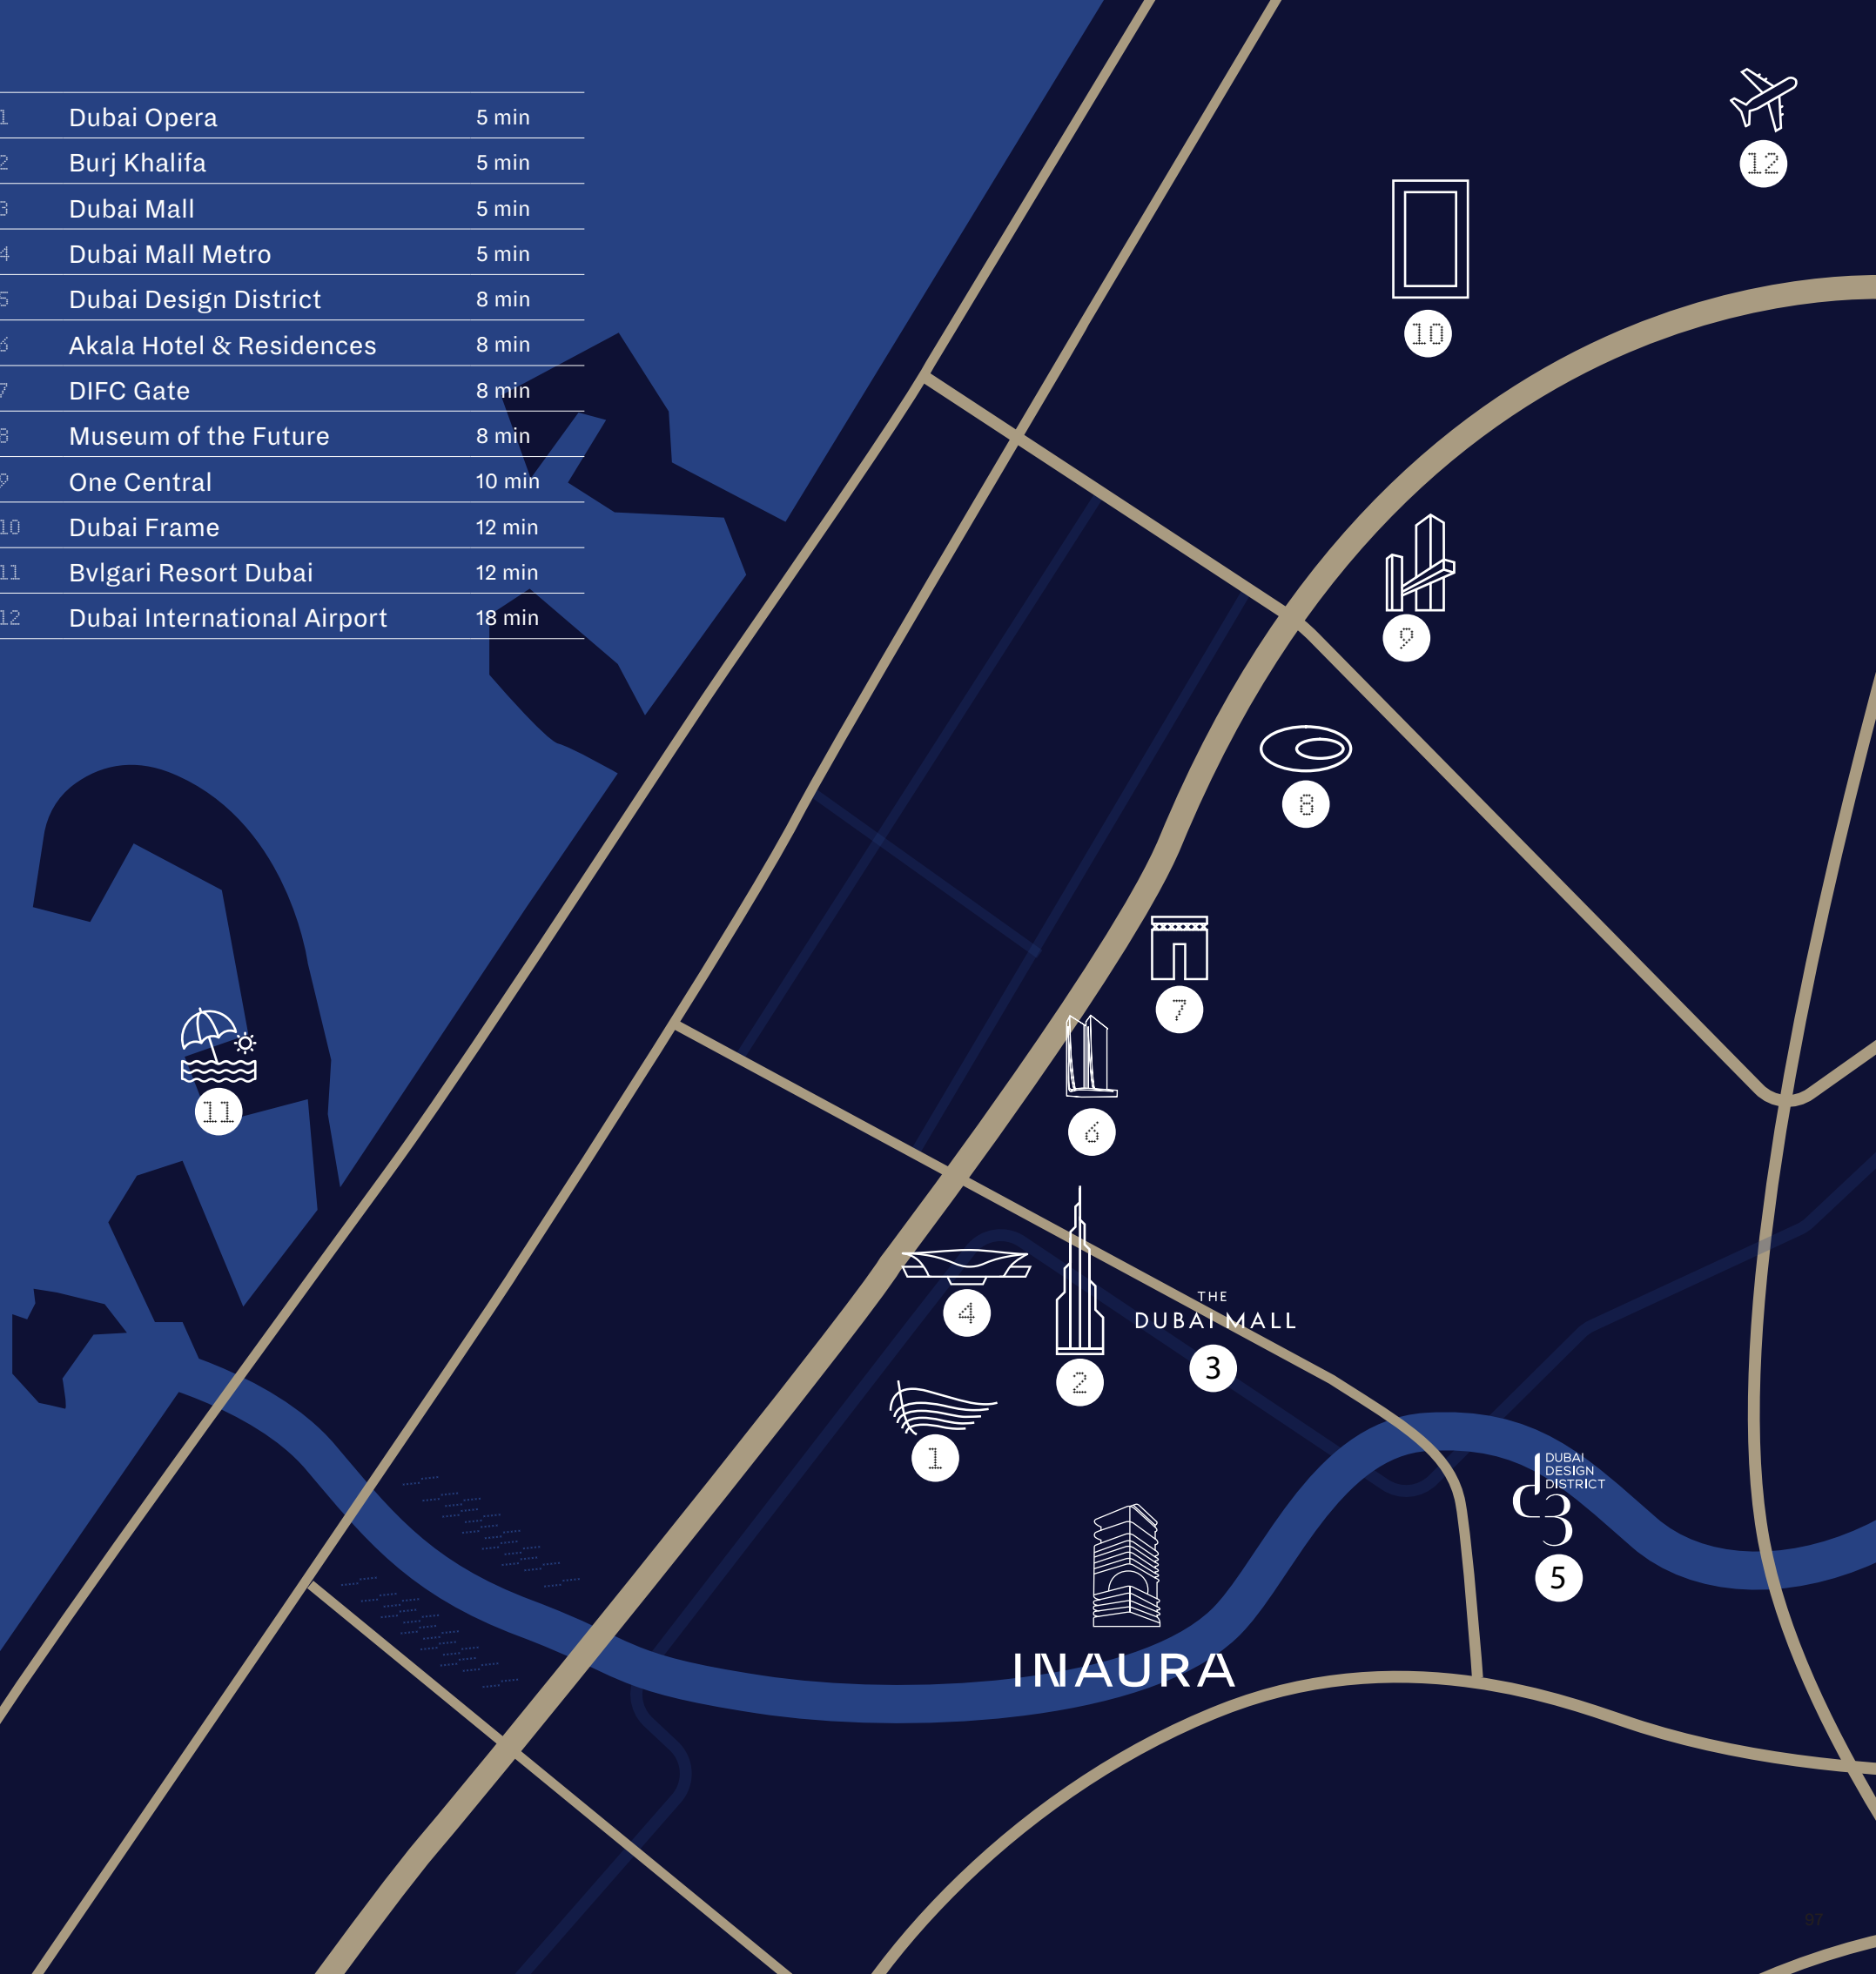 1 Dubai Opera 5 min
2 Burj Khalifa 5 min
3 Dubai Mall 5 min
4 Dubai Mall Metro 5 min
5 Dubai Design District 8 min
6 Akala Hotel & Residences 8 min
7 DIFC Gate 8 min
8 Museum of the Future 8 min
9 One Central 10 min
10 Dubai Frame 12 min
11 Bvlgari Resort Dubai 12 min
12 Dubai International Airport 18 min
12
10
9
8
7
11
6
4
THE
DUBAI MALL
3
2
1
DUBAI
DESIGN
DISTRICT
d3
5
INAURA
97